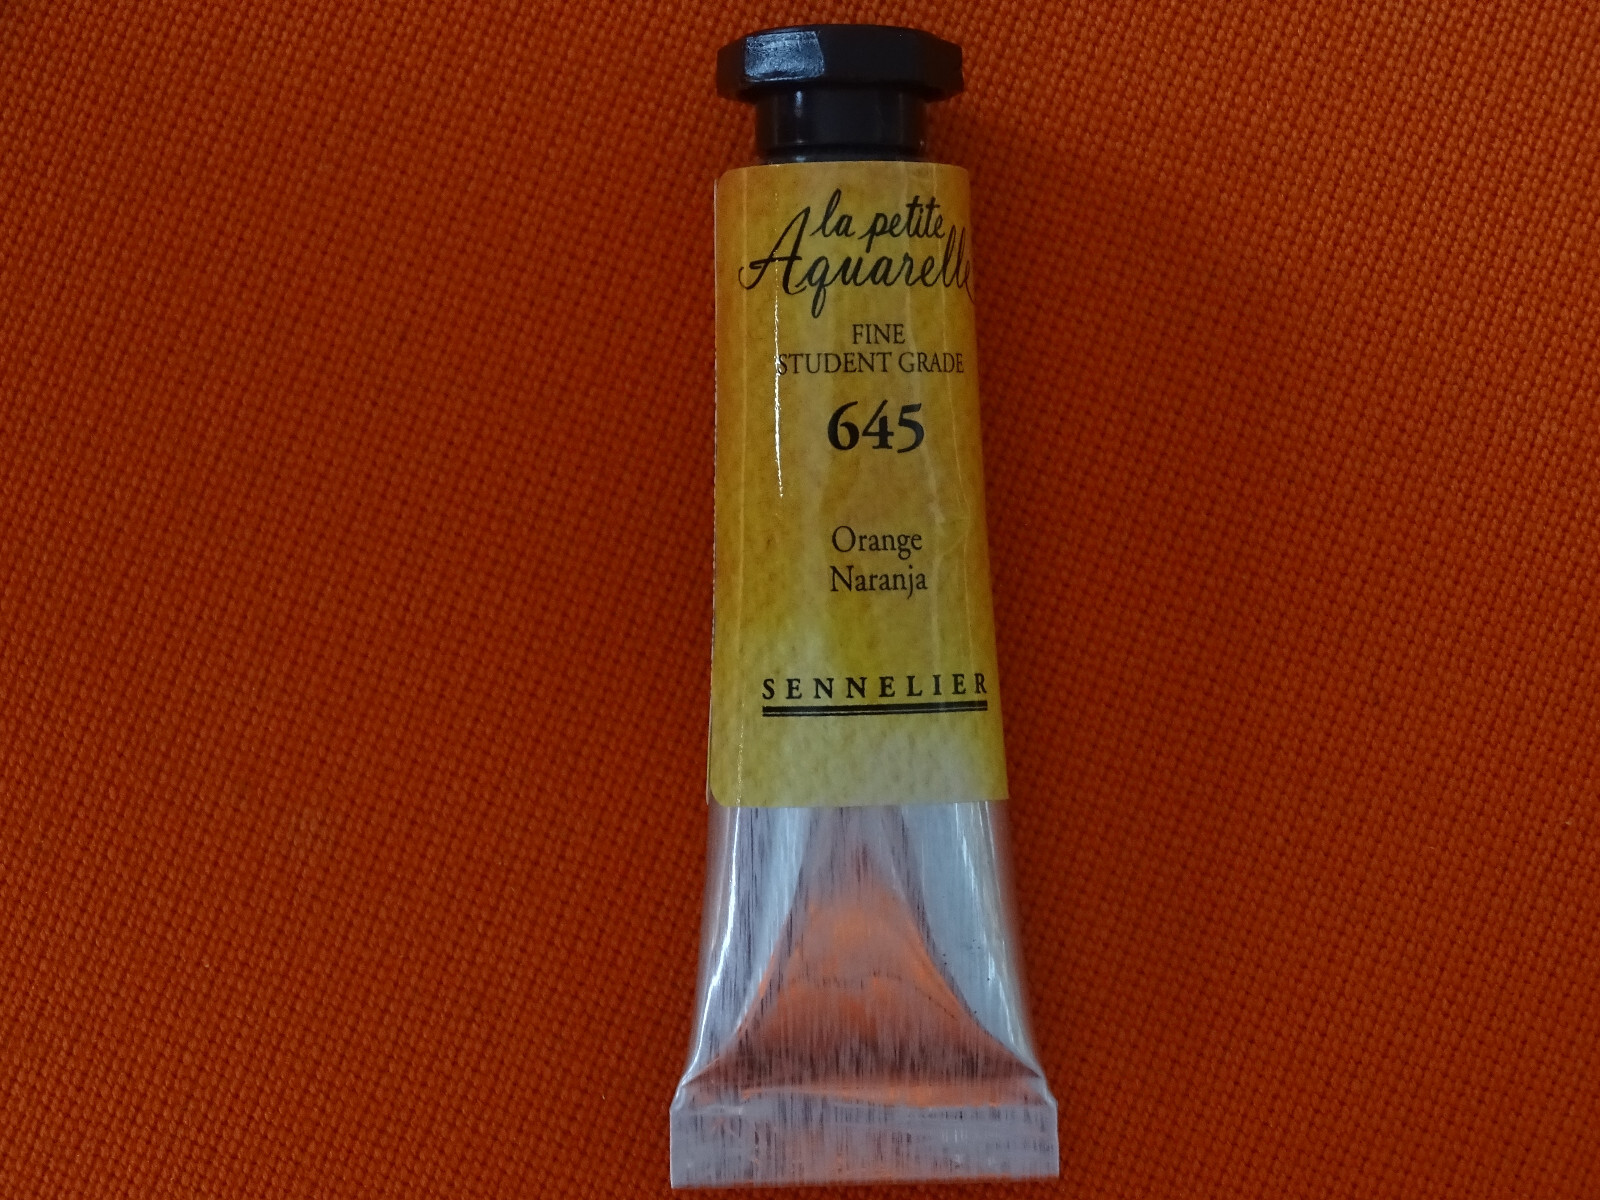 la petite
Aquarelle
FINE
STUDENT GRADE
645
Orange
Naranja
SENNELIER